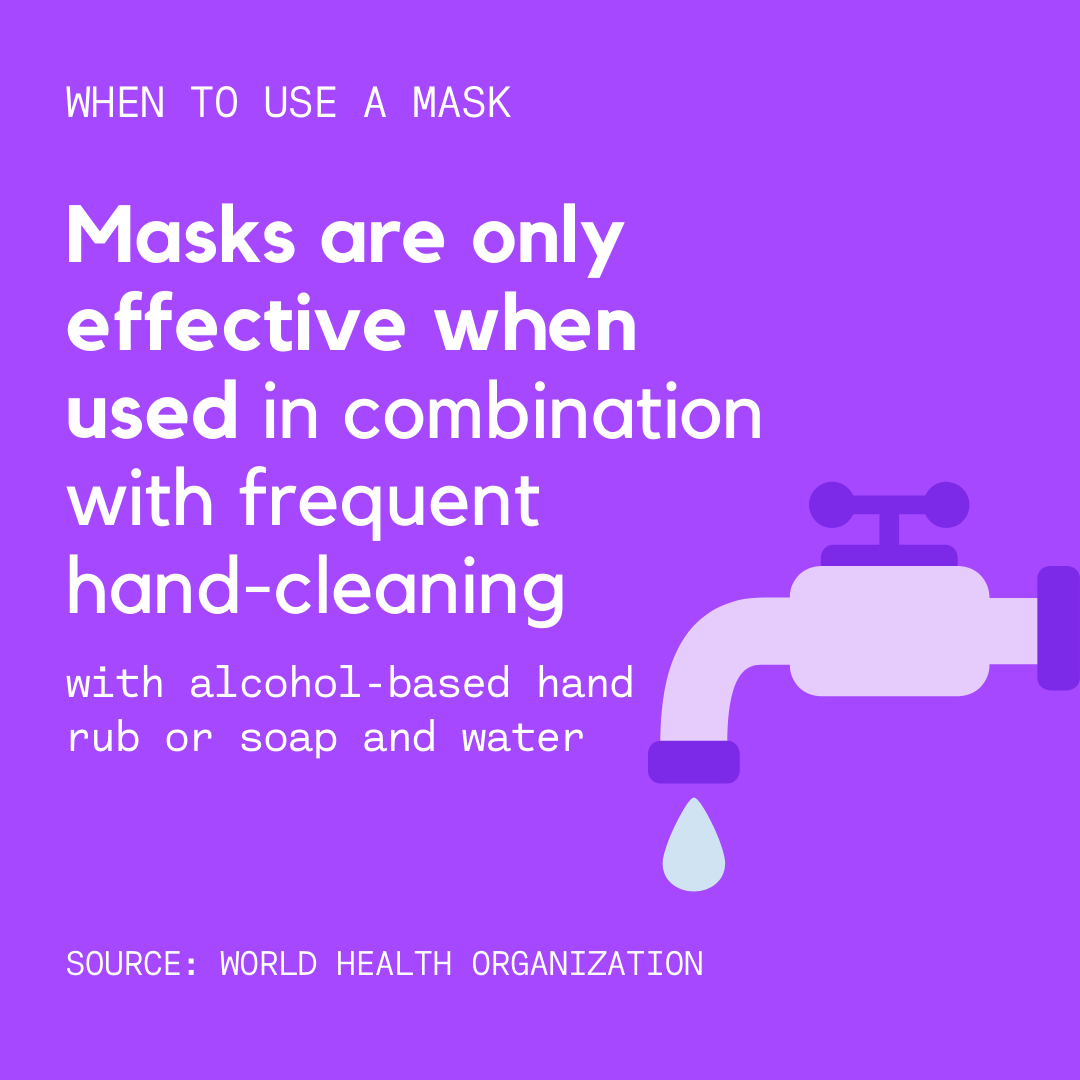 WHEN TO USE A MASK
Masks are only
effective when
used in combination
with frequent
hand-cleaning
with alcohol-based hand
rub or soap and water
SOURCE: WORLD HEALTH ORGANIZATION